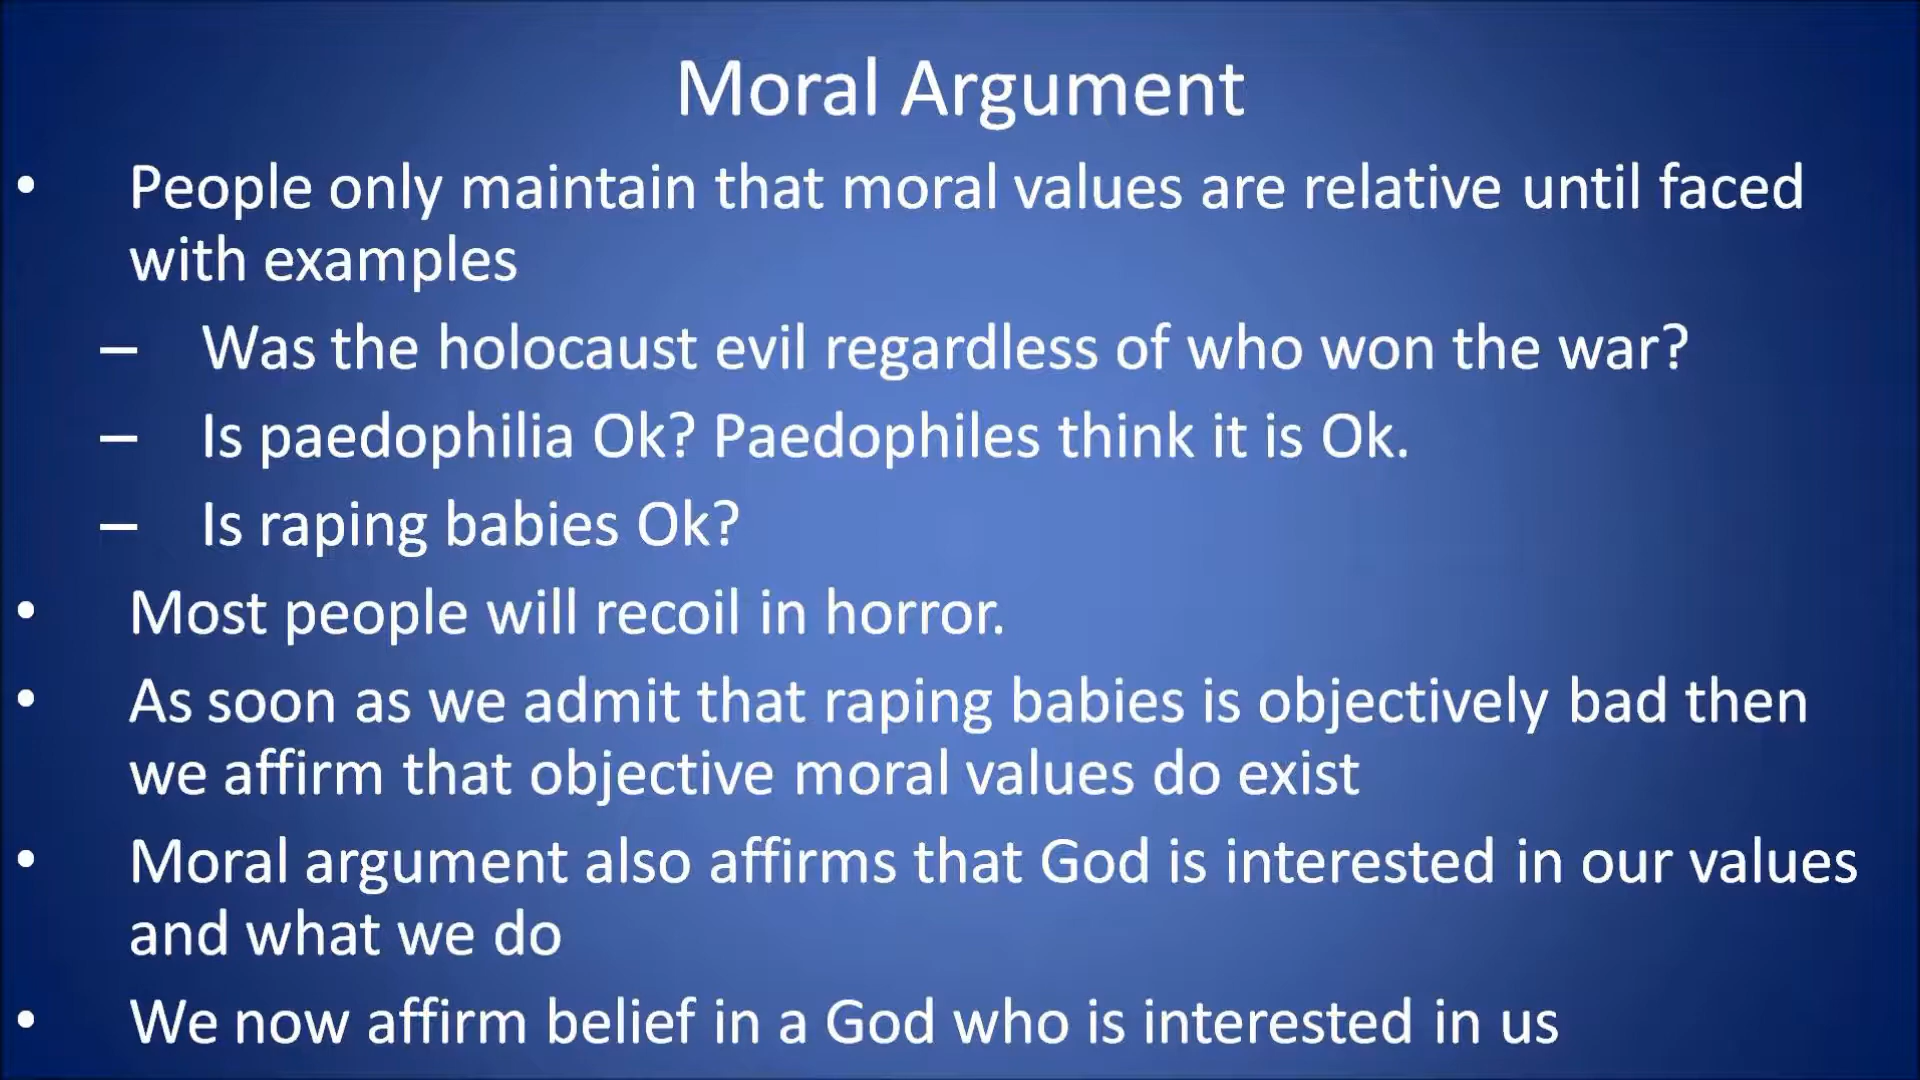 Moral Argument
• People only maintain that moral values are relative until faced
with examples
– Was the holocaust evil regardless of who won the war?
– Is paedophilia Ok? Paedophiles think it is Ok.
– Is raping babies Ok?
• Most people will recoil in horror.
• As soon as we admit that raping babies is objectively bad then
we affirm that objective moral values do exist
• Moral argument also affirms that God is interested in our values
and what we do
• We now affirm belief in a God who is interested in us